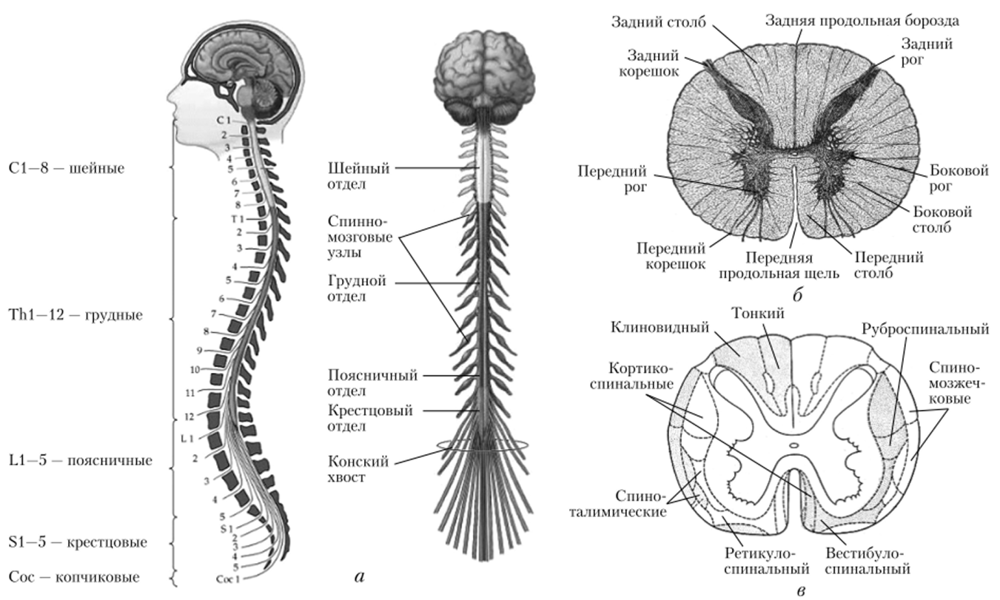 C1–8 – шейные
Th1–12 – грудные
L1–5 – поясничные
S1–5 – крестцовые
Coc – копчиковые
C 1
2
3
4
5
6
7
8
T 1
2
3
4
5
6
7
8
9
10
11
12
L 1
2
3
4
5
S 1
2
3
4
5
Coc 1
Шейный
отдел
Спинно-
мозговые
узлы
Грудной
отдел
Поясничный
отдел
Крестцовый
отдел
Конский
хвост
а
Задний столб
Задняя продольная борозда
Задний
корешок
Задний
рог
Передний
рог
Боковой
рог
Боковой
столб
Передний
корешок
Передняя
продольная щель
Передний
столб
б
Тонкий
Клиновидный
Руброспинальный
Кортико-
спинальные
Спино-
мозжеч-
ковые
Спино-
талимические
Ретикуло-
спинальный
Вестибуло-
спинальный
в